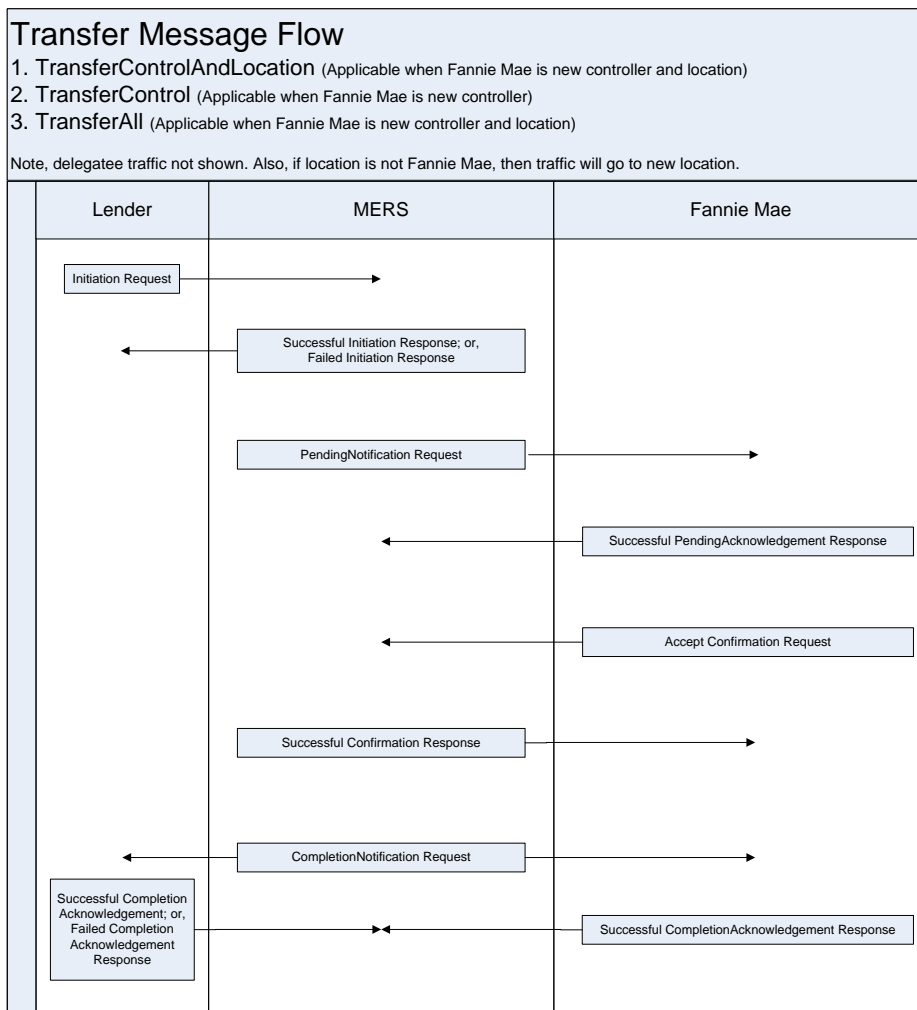 Transfer Message Flow
1. TransferControlAndLocation (Applicable when Fannie Mae is new controller and location)
2. TransferControl (Applicable when Fannie Mae is new controller)
3. TransferAll (Applicable when Fannie Mae is new controller and location)
Note, delegatee traffic not shown. Also, if location is not Fannie Mae, then traffic will go to new location.
Lender
MERS
Fannie Mae
Initiation Request
Successful Initiation Response; or,
Failed Initiation Response
PendingNotification Request
Successful PendingAcknowledgement Response
Accept Confirmation Request
Successful Confirmation Response
CompletionNotification Request
Successful Completion
Acknowledgement; or,
Failed Completion
Acknowledgement
Response
Successful CompletionAcknowledgement Response